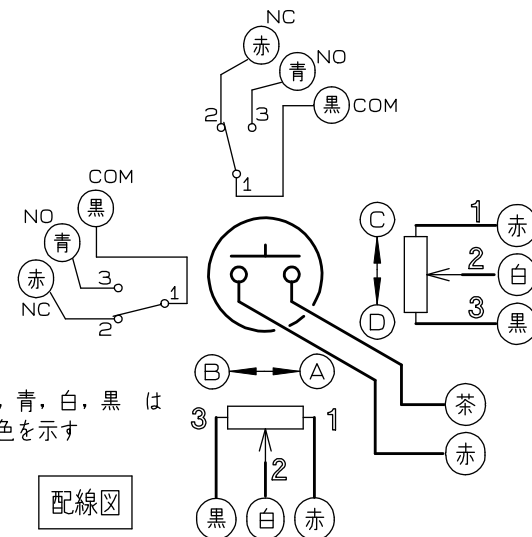 NC
赤
青 NO
黒 COM
2 3
1
COM
黒
NO
青
赤
NC
3
1
2
C
D
1 赤
2 白
3 黒
B A
3 1
2
黒 白 赤
茶
赤
, 青, 白, 黒 は
色を示す
配線図